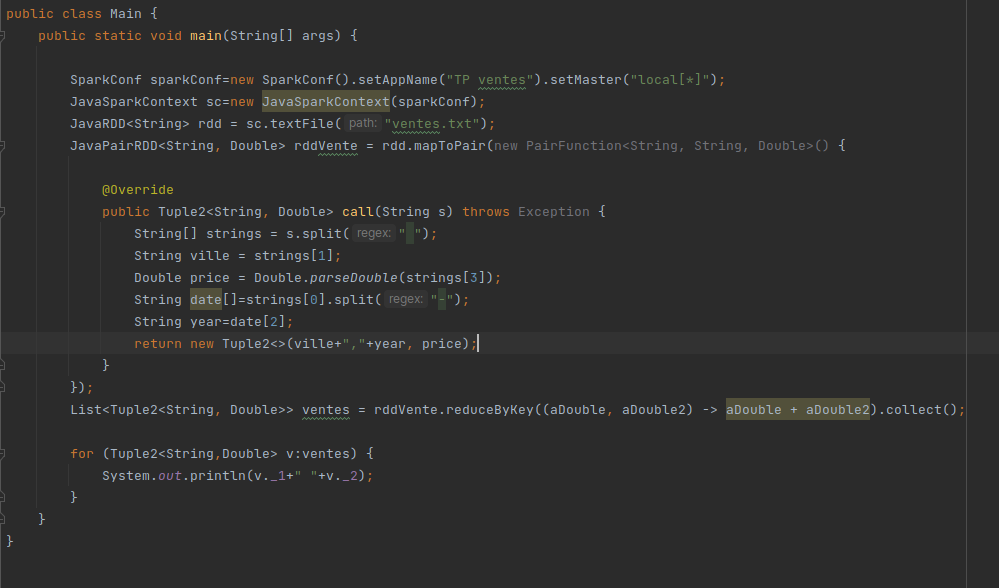 public class Main {
public static void main(String[] args) {
SparkConf sparkConf=new SparkConf().setAppName("TP ventes").setMaster("local[*]");
JavaSparkContext sc=new JavaSparkContext(sparkConf);
JavaRDD<String> rdd = sc.textFile( path: "ventes.txt");
JavaPairRDD<String, Double> rddVente = rdd.mapToPair(new PairFunction<String, String, Double>() {
@Override
public Tuple2<String, Double> call(String s) throws Exception {
String[] strings = s.split( regex: " ");
String ville = strings[1];
Double price = Double.parseDouble(strings[3]);
String date[]=strings[0].split( regex: "-");
String year=date[2];
return new Tuple2<>(ville+","+year, price);
}
});
List<Tuple2<String, Double>> ventes = rddVente.reduceByKey((aDouble, aDouble2) -> aDouble + aDouble2).collect();
for (Tuple2<String,Double> v:ventes) {
System.out.println(v._1+" "+v._2);
}
}
}